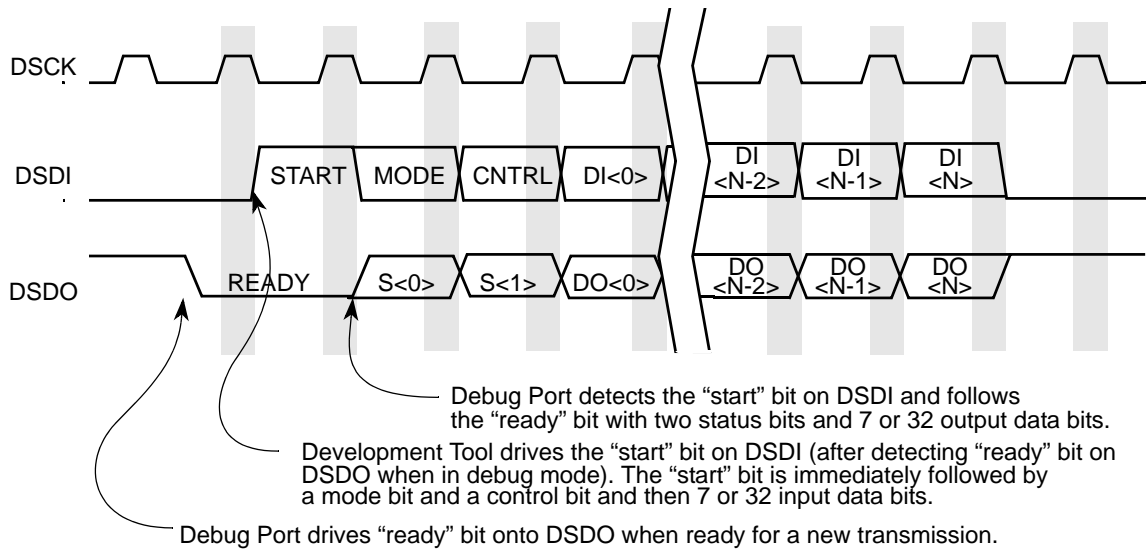 DSCK
DSDI
START
MODE
CNTRL
DI<0>
DI
<N-2>
DI
<N-1>
DI
<N>
DSDO
READY
S<0>
S<1>
DO<0>
DO
<N-2>
DO
<N-1>
DO
<N>
Debug Port detects the “start” bit on DSDI and follows
the “ready” bit with two status bits and 7 or 32 output data bits.
Development Tool drives the “start” bit on DSDI (after detecting “ready” bit on
DSDO when in debug mode). The “start” bit is immediately followed by
a mode bit and a control bit and then 7 or 32 input data bits.
Debug Port drives “ready” bit onto DSDO when ready for a new transmission.